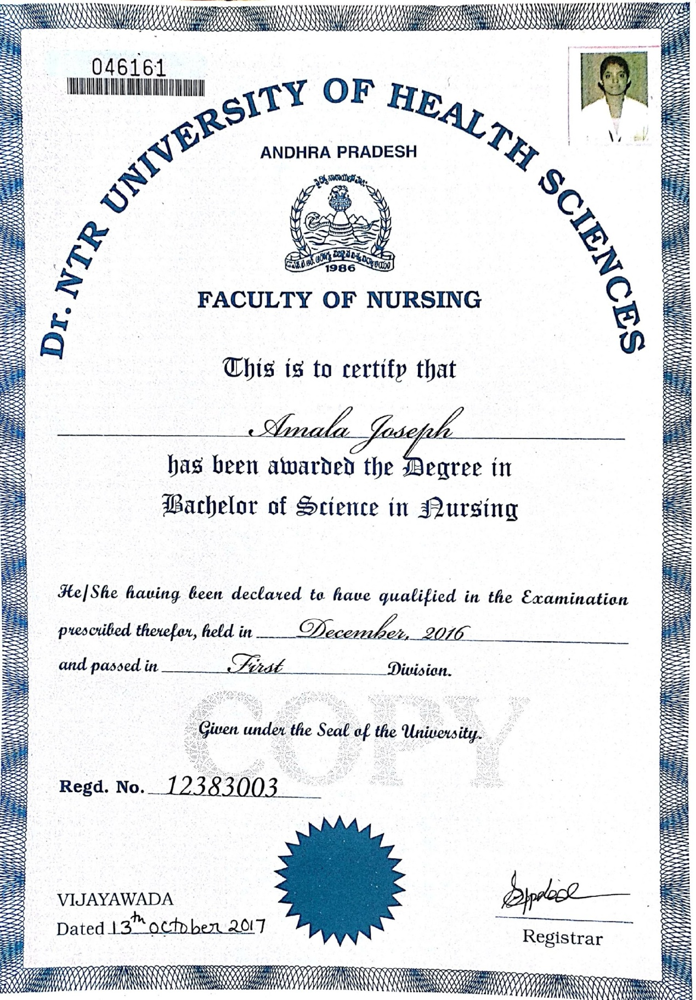 046161
Dr. NTR UNIVERSITY OF HEALTH SCIENCES
ANDHRA PRADESH
1986
FACULTY OF NURSING
This is to certify that
Amala Joseph
has been awarded the Degree in
Bachelor of Science in Nursing
He/She having been declared to have qualified in the Examination
prescribed therefor, held in December, 2016
and passed in First Division.
COPY
Given under the Seal of the University.
Regd. No. 12383003
VIJAYAWADA
Dated 13th october 2017
Registrar